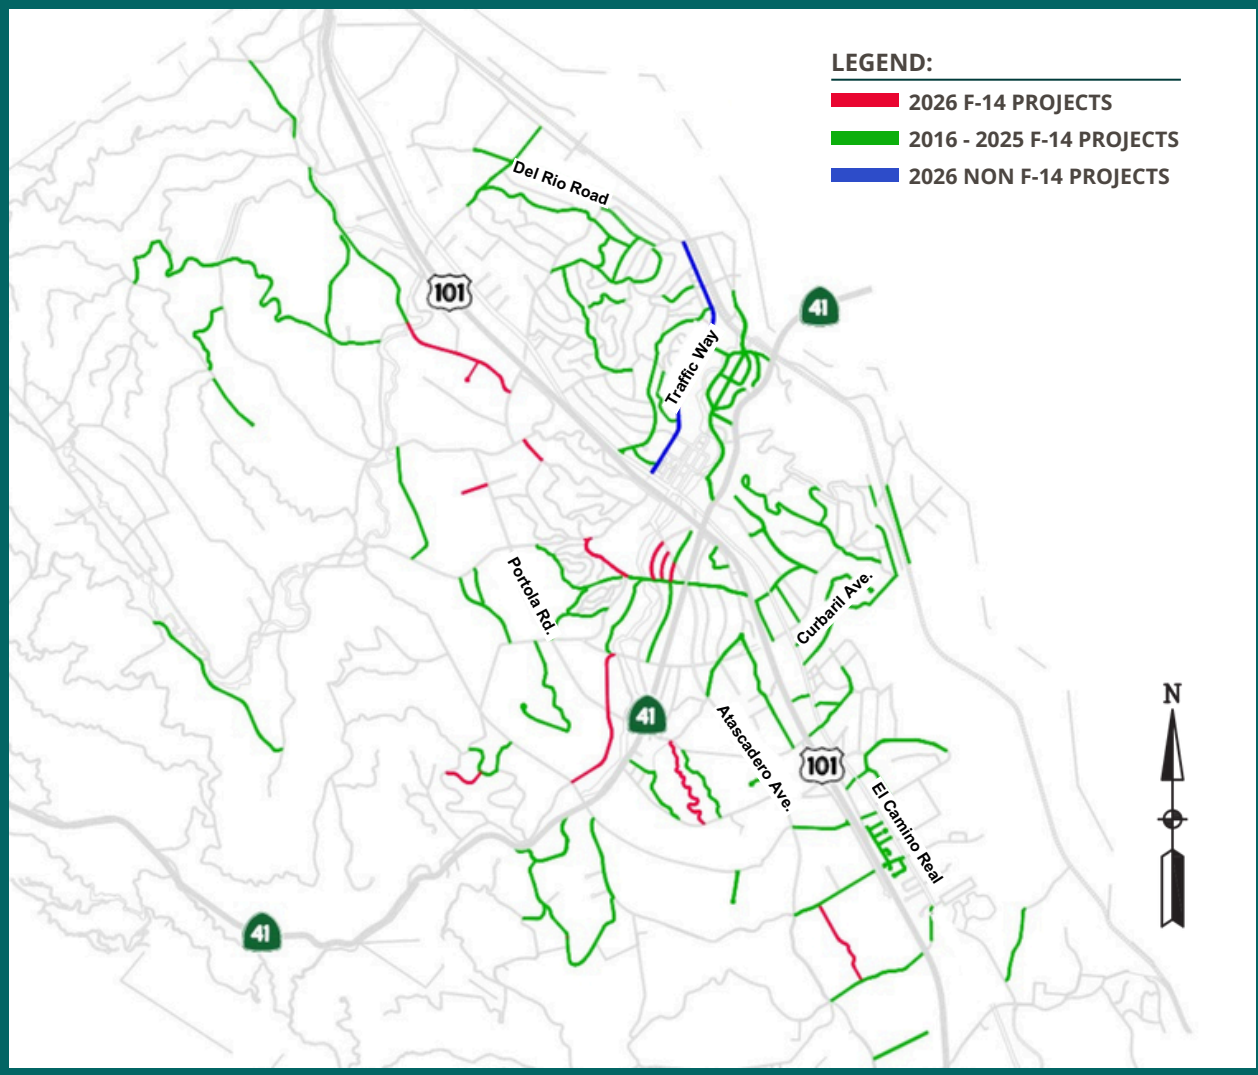 LEGEND:
2026 F-14 PROJECTS
2016 - 2025 F-14 PROJECTS
2026 NON F-14 PROJECTS
Del Rio Road
101
41
Traffic Way
Portola Rd.
Curbaril Ave.
N
41
Atascadero Ave.
101
El Camino Real
41